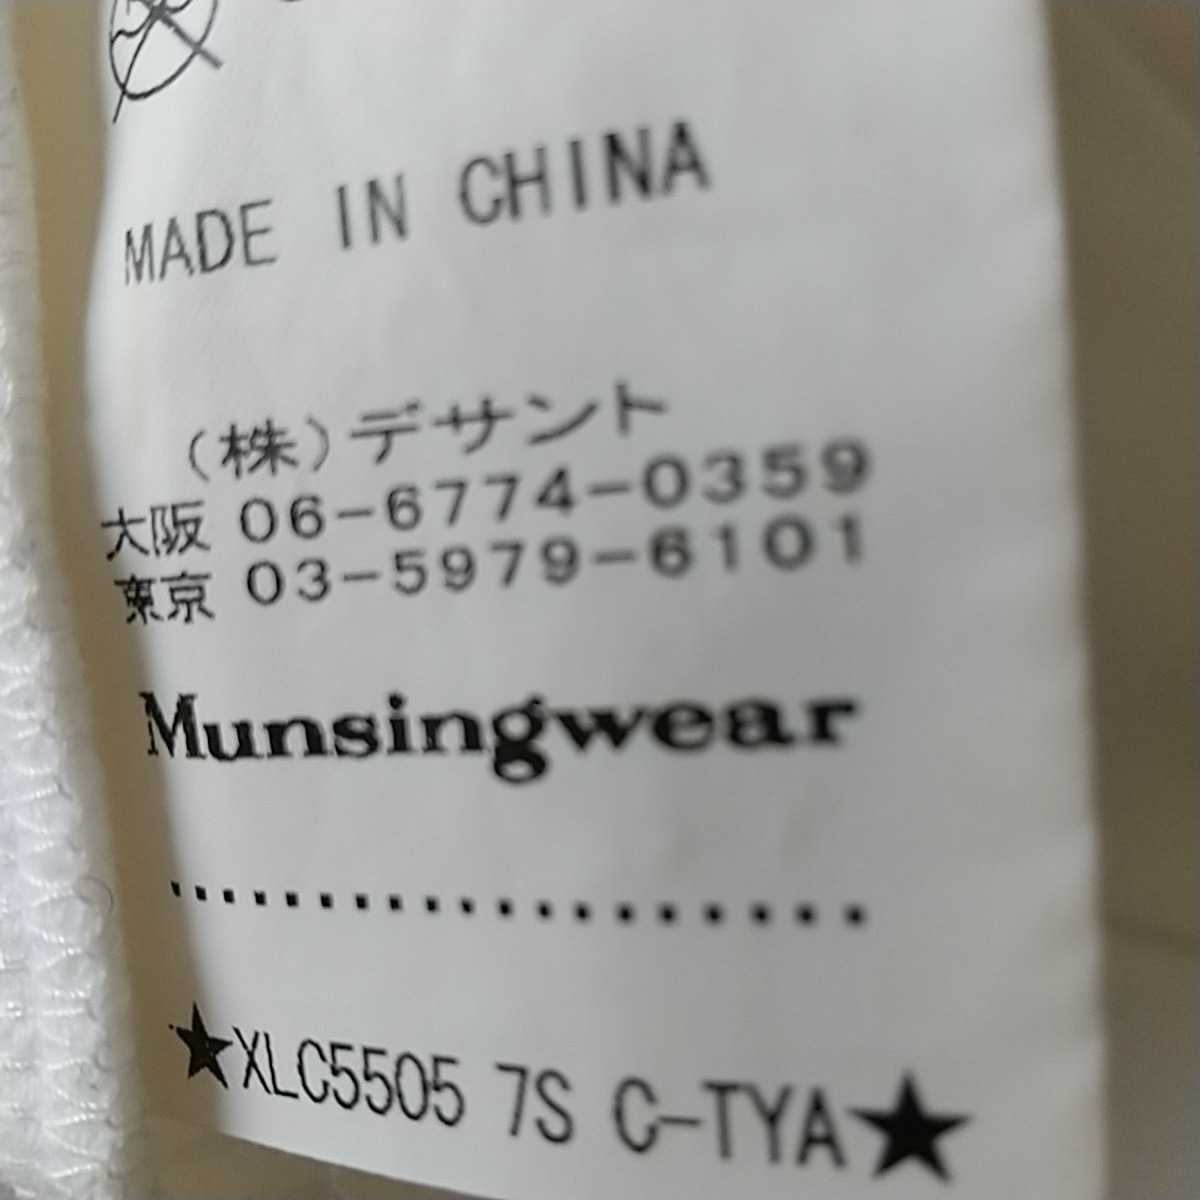 MADE IN CHINA
(株)デサント
大阪 06-6774-0359
東京 03-5979-6101
Munsingwear
....................
★XLC5505 7S C-TYA★